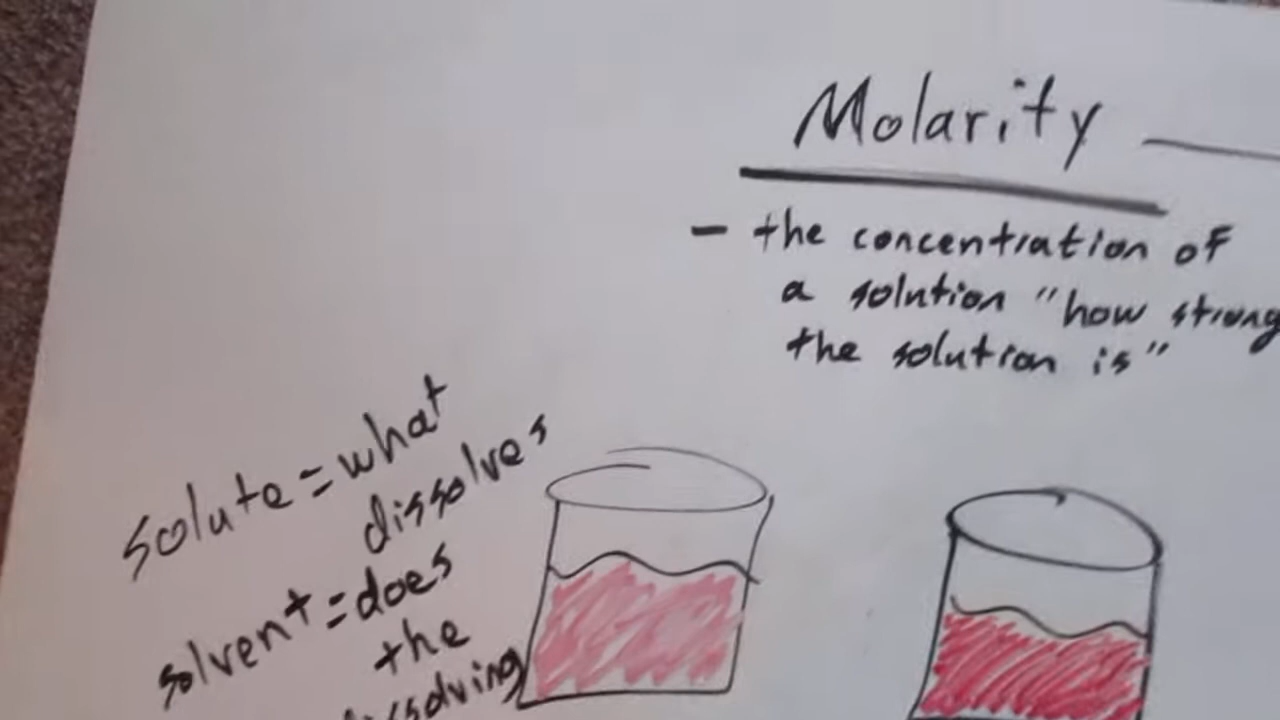 Molarity
- the concentration of
a solution "how strong
the solution is"
solute = what
dissolves
solvent = does
the